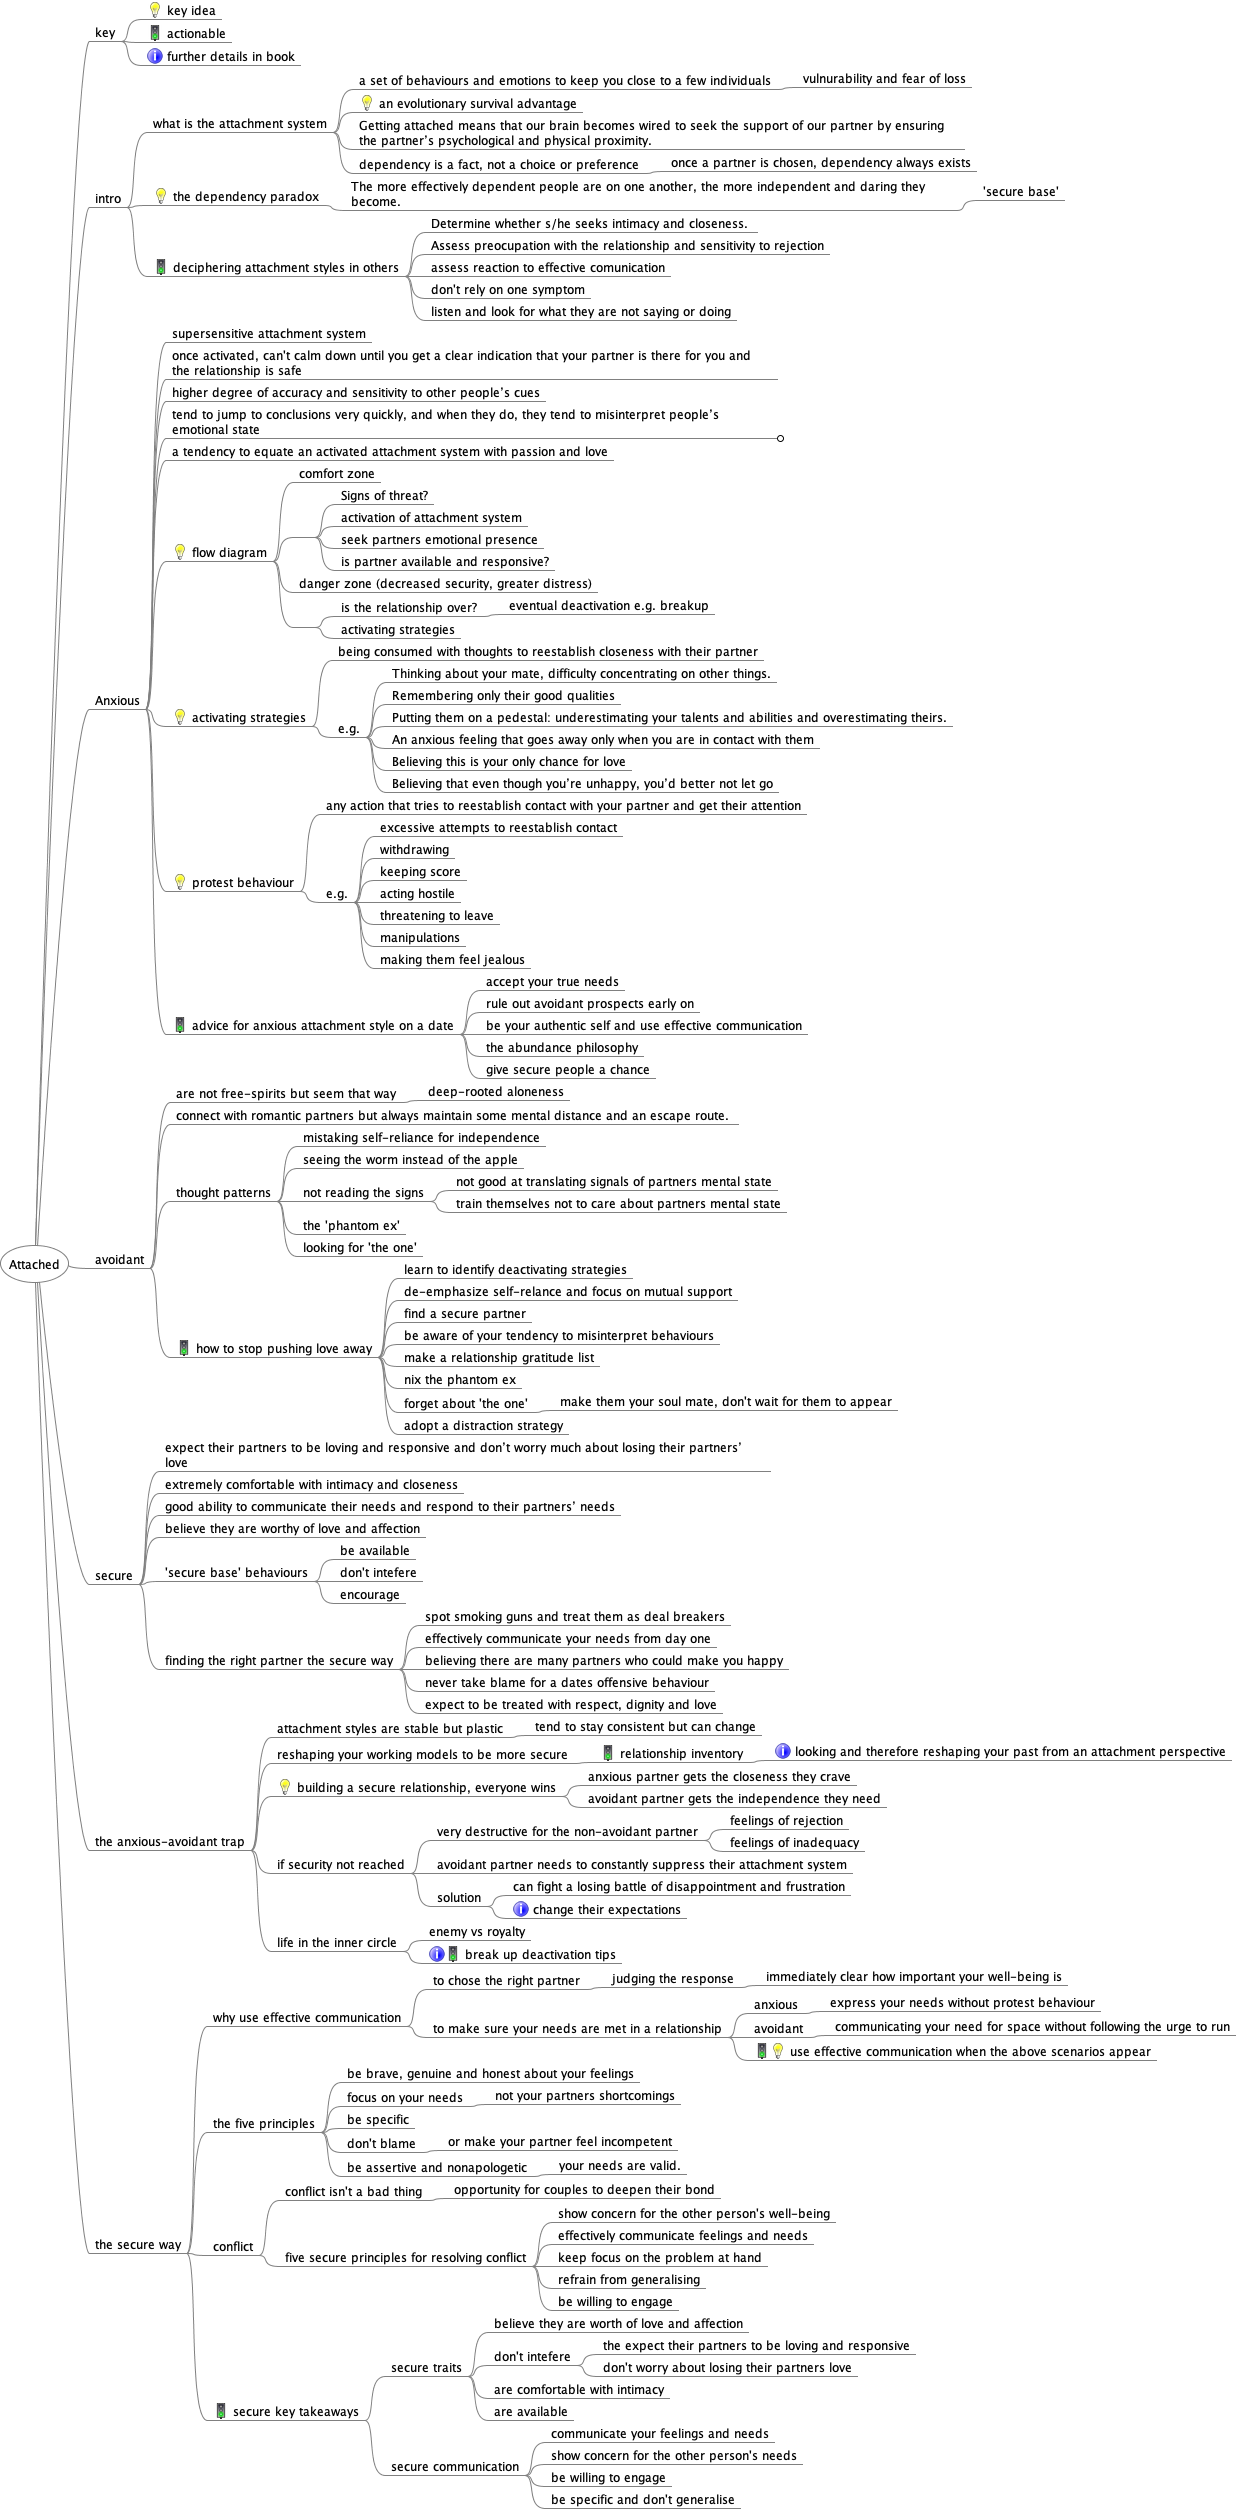 key
key idea
actionable
further details in book
intro
what is the attachment system
a set of behaviours and emotions to keep you close to a few individuals
vulnurability and fear of loss
an evolutionary survival advantage
Getting attached means that our brain becomes wired to seek the support of our partner by ensuring
the partner's psychological and physical proximity.
dependency is a fact, not a choice or preference
once a partner is chosen, dependency always exists
the dependency paradox
The more effectively dependent people are on one another, the more independent and daring they
become.
'secure base'
deciphering attachment styles in others
Determine whether s/he seeks intimacy and closeness.
Assess preocupation with the relationship and sensitivity to rejection
assess reaction to effective comunication
don't rely on one symptom
listen and look for what they are not saying or doing
Anxious
supersensitive attachment system
once activated, can't calm down until you get a clear indication that your partner is there for you and
the relationship is safe
higher degree of accuracy and sensitivity to other people's cues
tend to jump to conclusions very quickly, and when they do, they tend to misinterpret people's
emotional state
a tendency to equate an activated attachment system with passion and love
flow diagram
comfort zone
Signs of threat?
activation of attachment system
seek partners emotional presence
is partner available and responsive?
danger zone (decreased security, greater distress)
is the relationship over?
eventual deactivation e.g. breakup
activating strategies
activating strategies
being consumed with thoughts to reestablish closeness with their partner
e.g.
Thinking about your mate, difficulty concentrating on other things.
Remembering only their good qualities
Putting them on a pedestal: underestimating your talents and abilities and overestimating theirs.
An anxious feeling that goes away only when you are in contact with them
Believing this is your only chance for love
Believing that even though you're unhappy, you'd better not let go
protest behaviour
any action that tries to reestablish contact with your partner and get their attention
e.g.
excessive attempts to reestablish contact
withdrawing
keeping score
acting hostile
threatening to leave
manipulations
making them feel jealous
advice for anxious attachment style on a date
accept your true needs
rule out avoidant prospects early on
be your authentic self and use effective communication
the abundance philosophy
give secure people a chance
Attached
avoidant
are not free-spirits but seem that way
deep-rooted aloneness
connect with romantic partners but always maintain some mental distance and an escape route.
thought patterns
mistaking self-reliance for independence
seeing the worm instead of the apple
not reading the signs
not good at translating signals of partners mental state
train themselves not to care about partners mental state
the 'phantom ex'
looking for 'the one'
how to stop pushing love away
learn to identify deactivating strategies
de-emphasize self-relance and focus on mutual support
find a secure partner
be aware of your tendency to misinterpret behaviours
make a relationship gratitude list
nix the phantom ex
forget about 'the one'
make them your soul mate, don't wait for them to appear
adopt a distraction strategy
secure
expect their partners to be loving and responsive and don't worry much about losing their partners'
love
extremely comfortable with intimacy and closeness
good ability to communicate their needs and respond to their partners' needs
believe they are worthy of love and affection
'secure base' behaviours
be available
don't intefere
encourage
finding the right partner the secure way
spot smoking guns and treat them as deal breakers
effectively communicate your needs from day one
believing there are many partners who could make you happy
never take blame for a dates offensive behaviour
expect to be treated with respect, dignity and love
the anxious-avoidant trap
attachment styles are stable but plastic
tend to stay consistent but can change
reshaping your working models to be more secure
relationship inventory
looking and therefore reshaping your past from an attachment perspective
building a secure relationship, everyone wins
anxious partner gets the closeness they crave
avoidant partner gets the independence they need
if security not reached
very destructive for the non-avoidant partner
feelings of rejection
feelings of inadequacy
avoidant partner needs to constantly suppress their attachment system
solution
can fight a losing battle of disappointment and frustration
change their expectations
life in the inner circle
enemy vs royalty
break up deactivation tips
the secure way
why use effective communication
to chose the right partner
judging the response
immediately clear how important your well-being is
to make sure your needs are met in a relationship
anxious
express your needs without protest behaviour
avoidant
communicating your need for space without following the urge to run
use effective communication when the above scenarios appear
the five principles
be brave, genuine and honest about your feelings
focus on your needs
not your partners shortcomings
be specific
don't blame
or make your partner feel incompetent
be assertive and nonapologetic
your needs are valid.
conflict
conflict isn't a bad thing
opportunity for couples to deepen their bond
five secure principles for resolving conflict
show concern for the other person's well-being
effectively communicate feelings and needs
keep focus on the problem at hand
refrain from generalising
be willing to engage
secure key takeaways
secure traits
believe they are worth of love and affection
don't intefere
the expect their partners to be loving and responsive
don't worry about losing their partners love
are comfortable with intimacy
are available
secure communication
communicate your feelings and needs
show concern for the other person's needs
be willing to engage
be specific and don't generalise